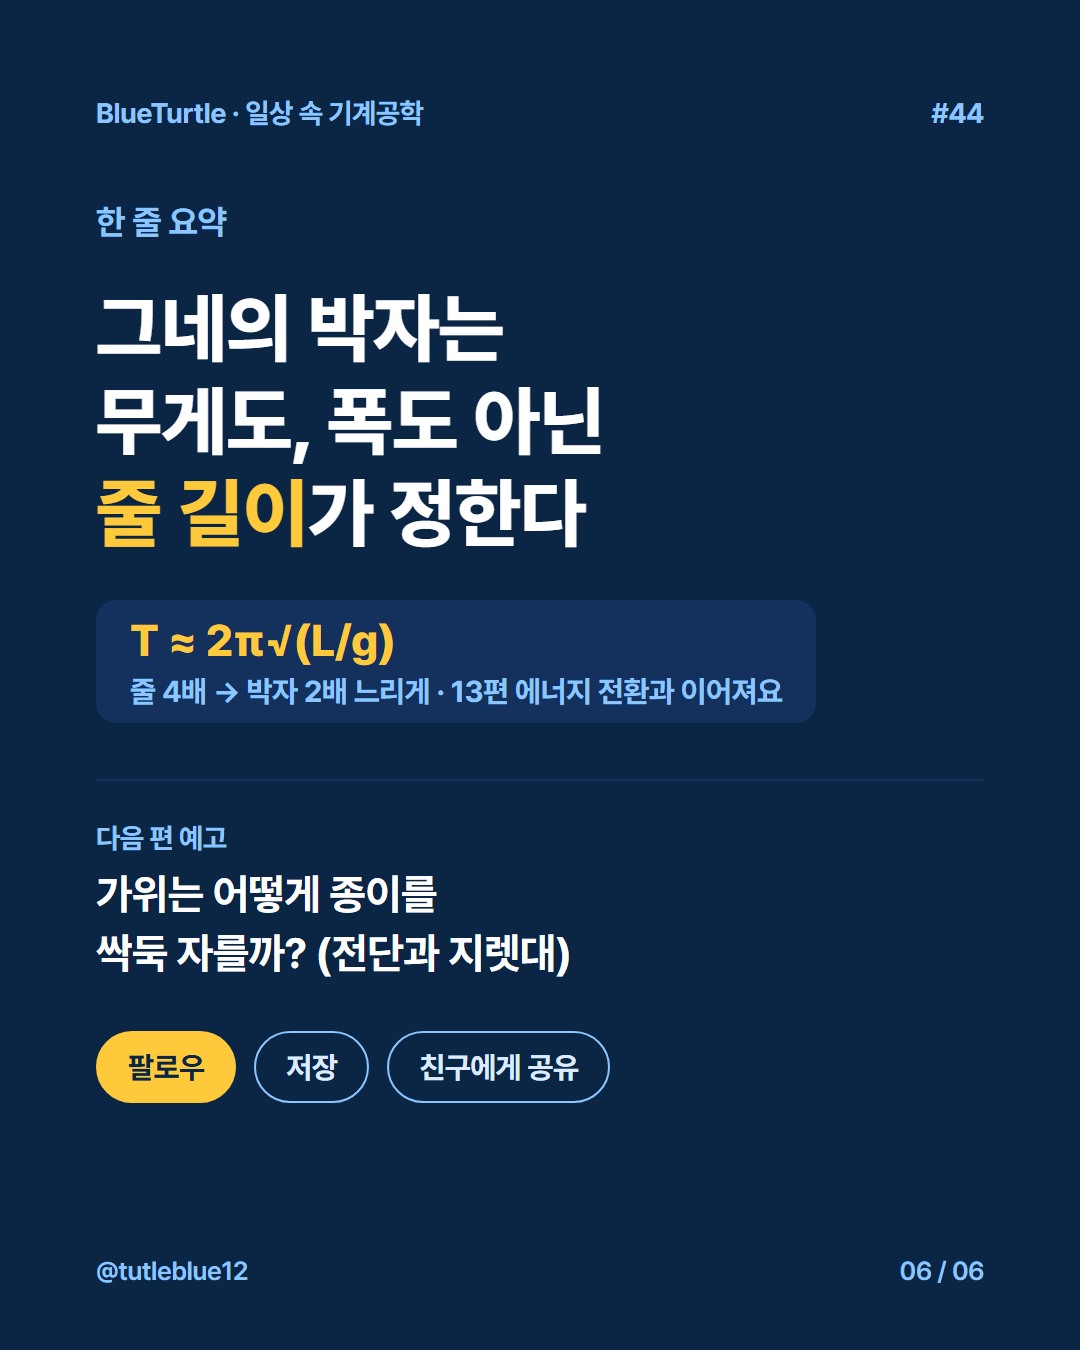 BlueTurtle · 일상 속 기계공학
#44
한 줄 요약
그네의 박자는
무게도, 폭도 아닌
줄 길이가 정한다
T ≈ 2π√(L/g)
줄 4배 → 박자 2배 느리게 · 13편 에너지 전환과 이어져요
다음 편 예고
가위는 어떻게 종이를
싹둑 자를까? (전단과 지렛대)
팔로우
저장
친구에게 공유
@tutleblue12
06 / 06